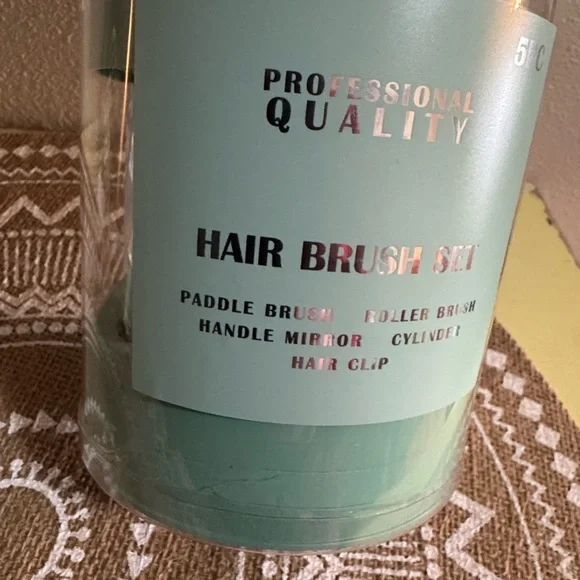 5PC
PROFESSIONAL
QUALITY
HAIR BRUSH SET
PADDLE BRUSH ROLLER BRUSH
HANDLE MIRROR CYLINDER
HAIR CLIP